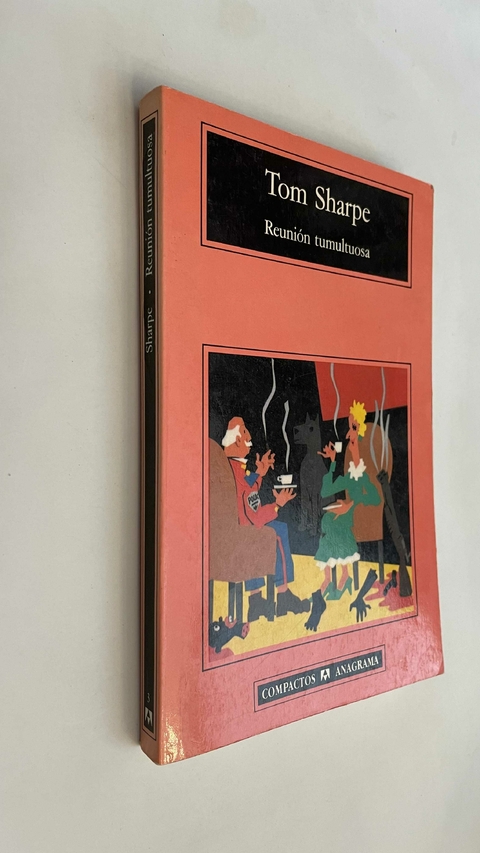 Tom Sharpe
Reunión tumultuosa
COMPACTOS ANAGRAMA
Sharpe · Reunión tumultuosa
3